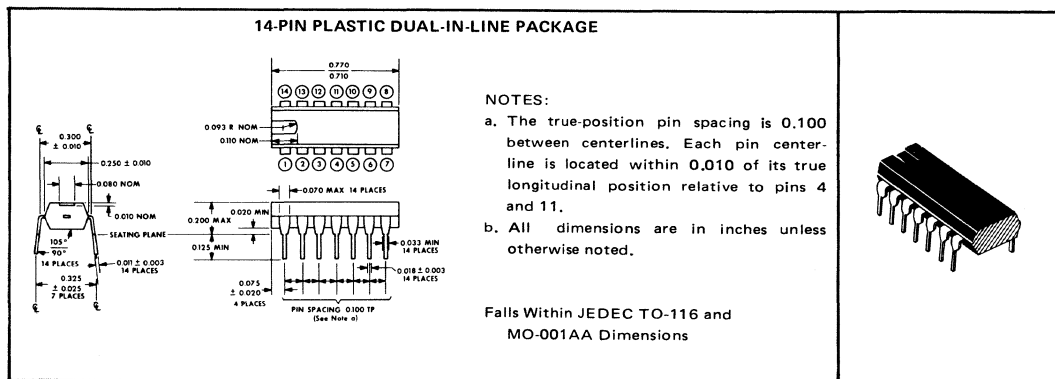 14-PIN PLASTIC DUAL-IN-LINE PACKAGE
0.770
0.710
14 13 12 11 10 9 8
0.093 R NOM
0.110 NOM
1 2 3 4 5 6 7
℄ ℄
0.300
± 0.010
0.250 ± 0.010
0.080 NOM
0.010 NOM
SEATING PLANE
105°
90°
14 PLACES
0.011 ± 0.003
14 PLACES
0.325
± 0.025
7 PLACES
℄ ℄
0.070 MAX 14 PLACES
0.020 MIN
0.200 MAX
0.125 MIN
0.033 MIN
14 PLACES
0.018 ± 0.003
14 PLACES
0.075
± 0.020
4 PLACES
PIN SPACING 0.100 TP
(See Note a)
NOTES:
a. The true-position pin spacing is 0.100
between centerlines. Each pin center-
line is located within 0.010 of its true
longitudinal position relative to pins 4
and 11.
b. All dimensions are in inches unless
otherwise noted.
Falls Within JEDEC TO-116 and
MO-001AA Dimensions